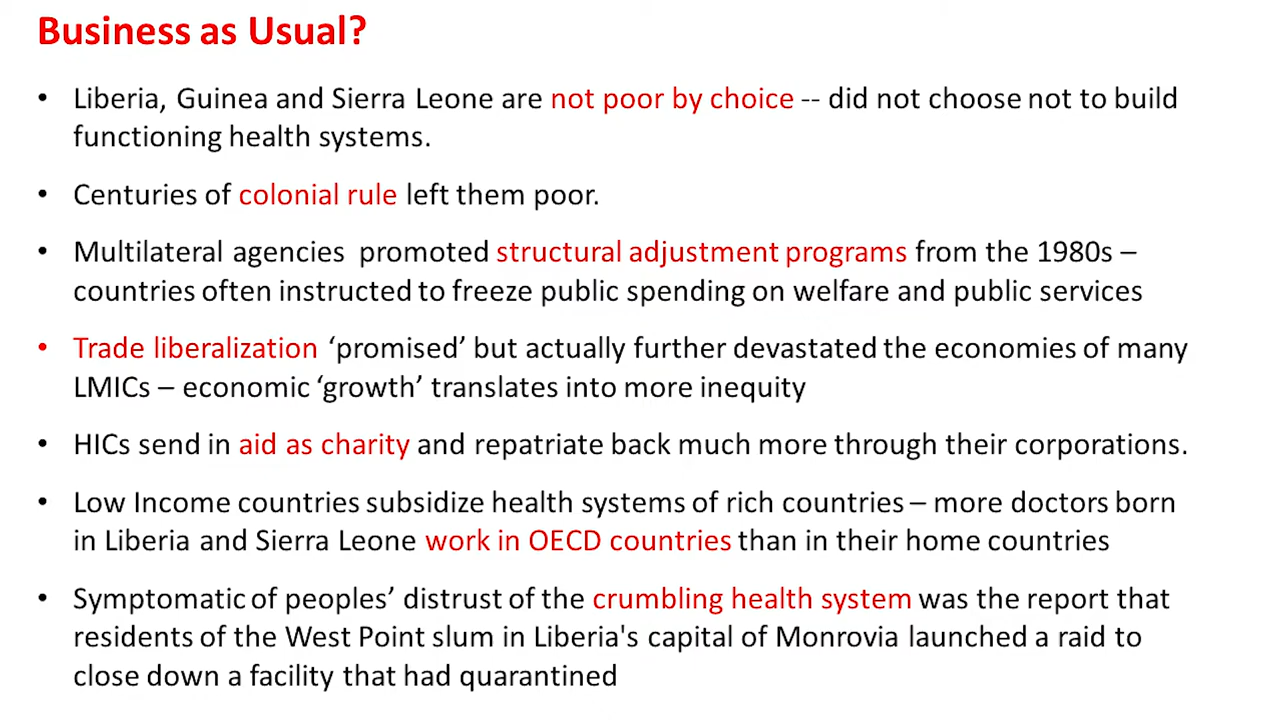 Business as Usual?
• Liberia, Guinea and Sierra Leone are not poor by choice -- did not choose not to build
functioning health systems.
• Centuries of colonial rule left them poor.
• Multilateral agencies  promoted structural adjustment programs from the 1980s –
countries often instructed to freeze public spending on welfare and public services
• Trade liberalization ‘promised’ but actually further devastated the economies of many
LMICs – economic ‘growth’ translates into more inequity
• HICs send in aid as charity and repatriate back much more through their corporations.
• Low Income countries subsidize health systems of rich countries – more doctors born
in Liberia and Sierra Leone work in OECD countries than in their home countries
• Symptomatic of peoples’ distrust of the crumbling health system was the report that
residents of the West Point slum in Liberia's capital of Monrovia launched a raid to
close down a facility that had quarantined